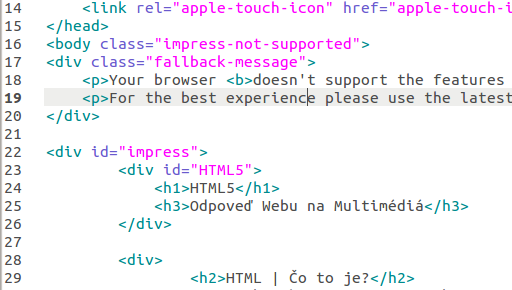 14 <link rel="apple-touch-icon" href="apple-touch-i
15 </head>
16 <body class="impress-not-supported">
17 <div class="fallback-message">
18 <p>Your browser <b>doesn't support the features
19 <p>For the best experience please use the latest
20 </div>
21
22 <div id="impress">
23 <div id="HTML5">
24 <h1>HTML5</h1>
25 <h3>Odpoveď Webu na Multimédiá</h3>
26 </div>
27
28 <div>
29 <h2>HTML | Čo to je?</h2>